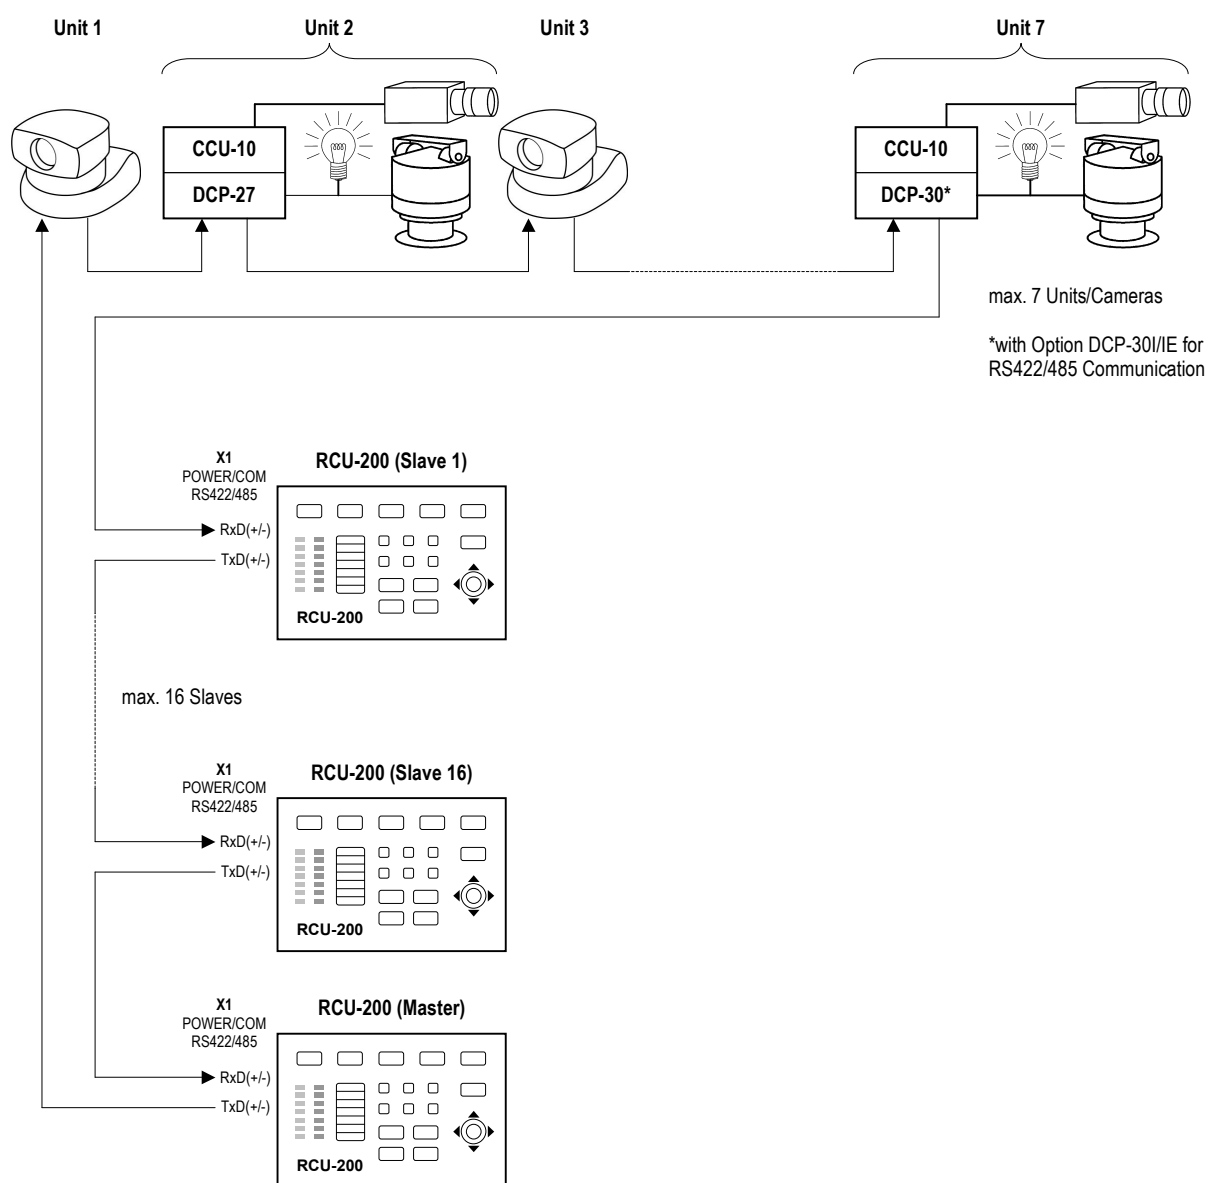 Unit 1
Unit 2
Unit 3
Unit 7
CCU-10
DCP-27
CCU-10
DCP-30*
max. 7 Units/Cameras
*with Option DCP-30I/IE for
RS422/485 Communication
X1
POWER/COM
RS422/485
RCU-200 (Slave 1)
RxD(+/-)
TxD(+/-)
RCU-200
max. 16 Slaves
X1
POWER/COM
RS422/485
RCU-200 (Slave 16)
RxD(+/-)
TxD(+/-)
RCU-200
X1
POWER/COM
RS422/485
RCU-200 (Master)
RxD(+/-)
TxD(+/-)
RCU-200